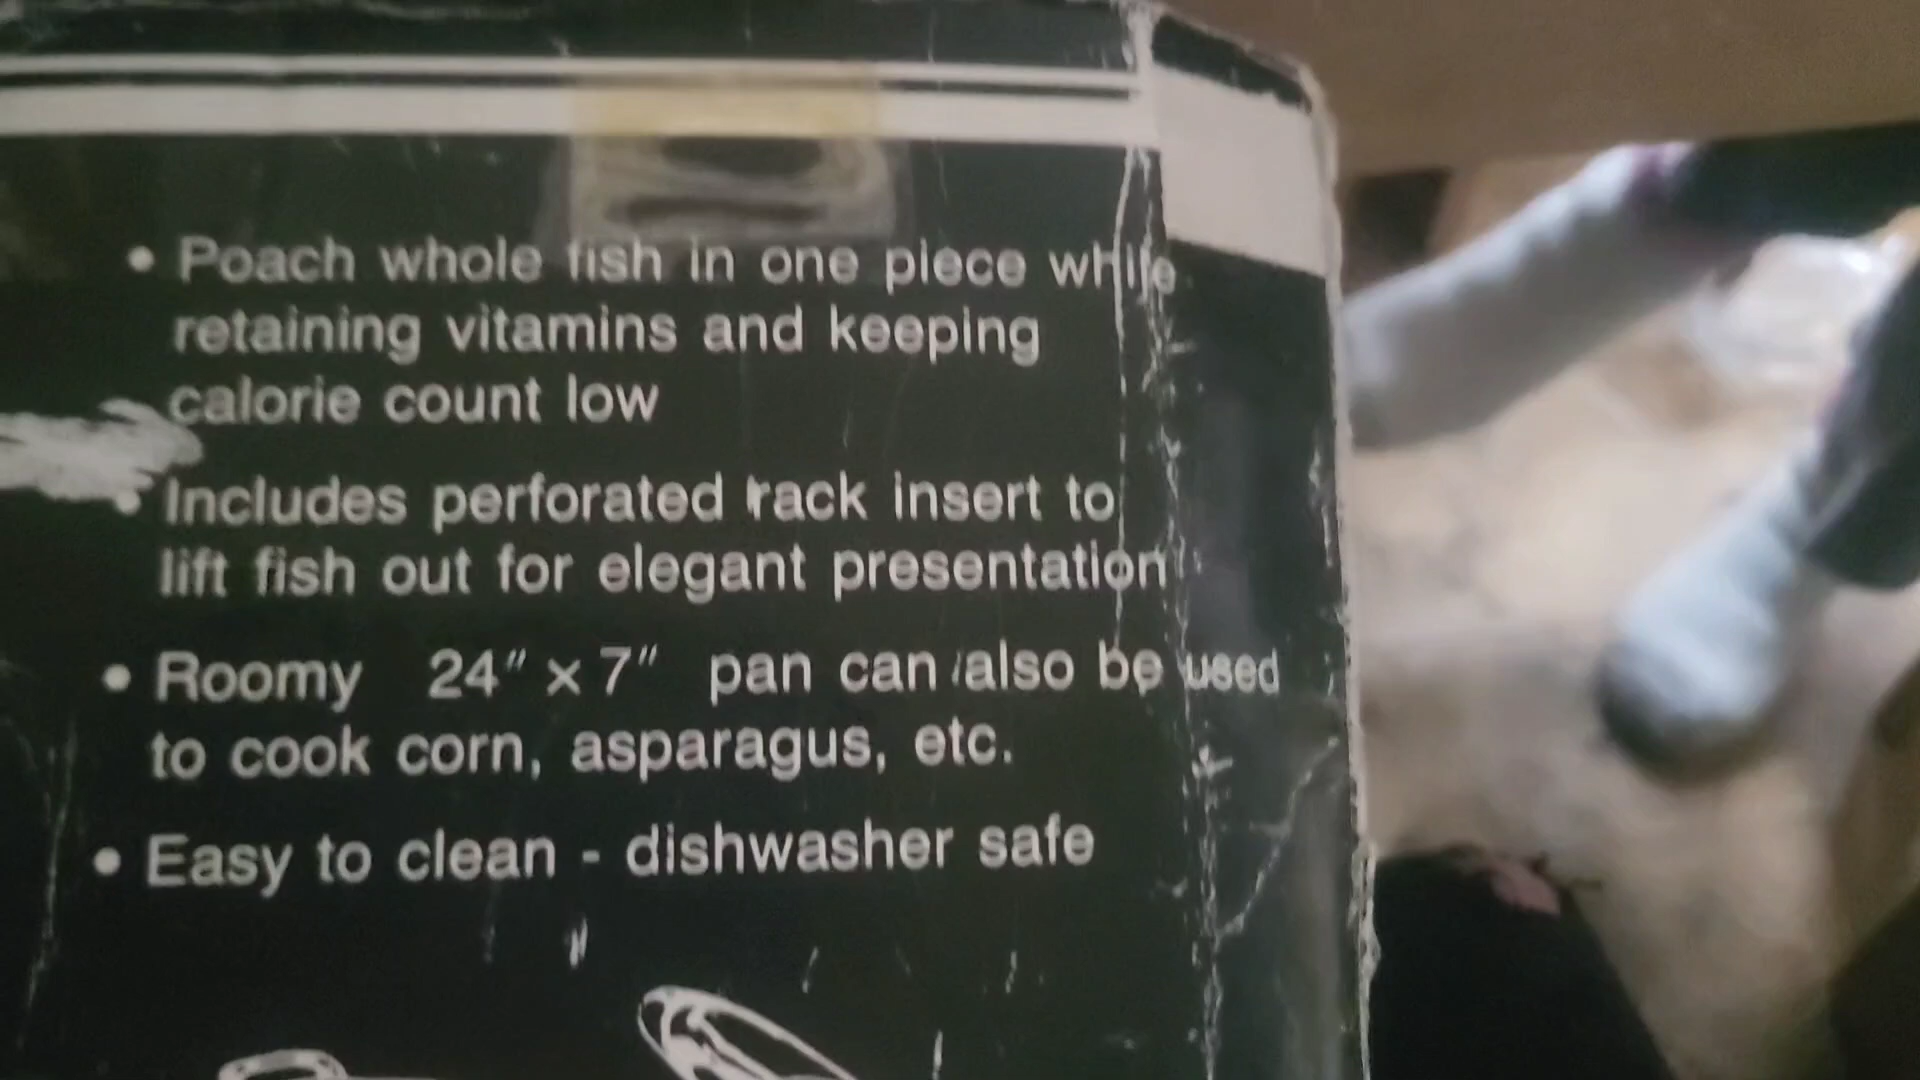 • Poach whole fish in one piece while
retaining vitamins and keeping
calorie count low
• Includes perforated rack insert to
lift fish out for elegant presentation
• Roomy 24" x 7" pan can also be used
to cook corn, asparagus, etc.
• Easy to clean - dishwasher safe